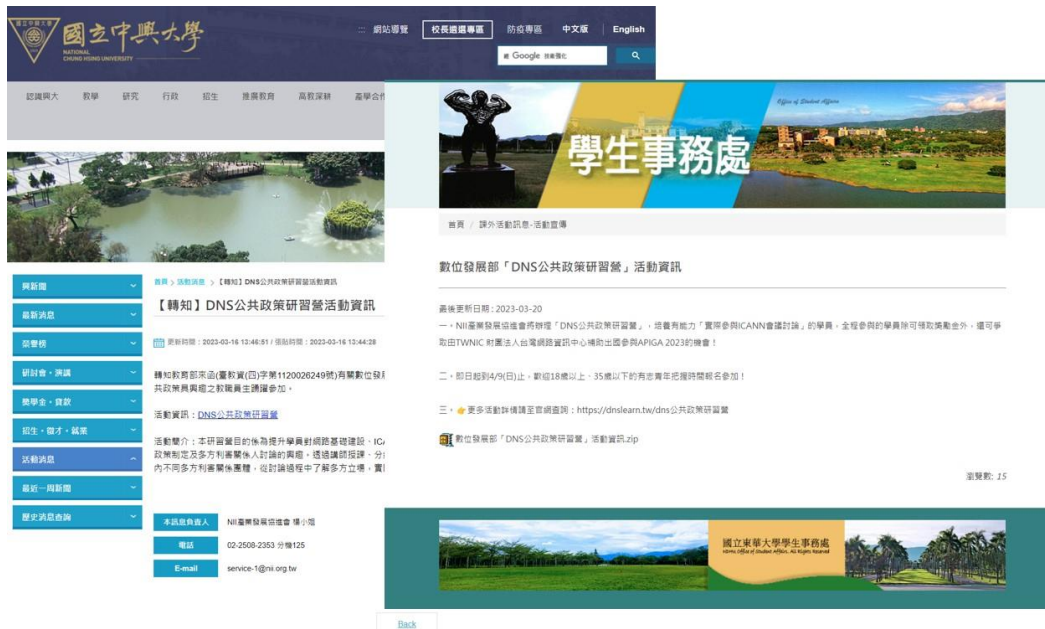 國立中興大學
NATIONAL
CHUNG HSING UNIVERSITY
::: 網站導覽 校長遴選專區 防疫專區 中文版 | English
Google
認識興大 教學 研究 行政 招生 推廣教育 高教深耕 產學合作
興新聞
最新消息
榮譽榜
研討會・演講
獎學金・貸款
招生・徵才・就業
活動消息
最近一周新聞
歷史消息查詢
首頁 > 活動消息 > 【轉知】DNS公共政策研習營活動資訊
【轉知】DNS公共政策研習營活動資訊
更新時間：2023-03-16 13:46:51 / 張貼時間：2023-03-16 13:44:28
轉知教育部來函(臺教資(四)字第1120026249號)有關數位發展
共政策具興趣之教職員生踴躍參加。
活動資訊：DNS公共政策研習營
活動簡介：本研習營目的係為提升學員對網路基礎建設、ICA
政策制定及多方利害關係人討論的興趣。透過講師授課、分
內不同多方利害關係團體，從討論過程中了解多方立場，實
本訊息負責人 NII產業發展協進會 楊小姐
電話 02-2508-2353 分機125
E-mail service-1@nii.org.tw
Back
Office of Student Affairs
學生事務處
首頁 / 課外活動訊息-活動宣傳
數位發展部「DNS公共政策研習營」活動資訊
最後更新日期 : 2023-03-20
一、NII產業發展協進會將辦理「DNS公共政策研習營」，培養有能力「實際參與ICANN會議討論」的學員，全程參與的學員除可領取獎勵金外，還可爭
取由TWNIC 財團法人台灣網路資訊中心補助出國參與APIGA 2023的機會！
二、即日起到4/9(日)止，歡迎18歲以上、35歲以下的有志青年把握時間報名參加！
三、👉更多活動詳情請至官網查詢：https://dnslearn.tw/dns公共政策研習營
數位發展部「DNS公共政策研習營」活動資訊.zip
瀏覽數: 15
國立東華大學學生事務處
NDHU Office of Student Affairs. All Rights Reserved